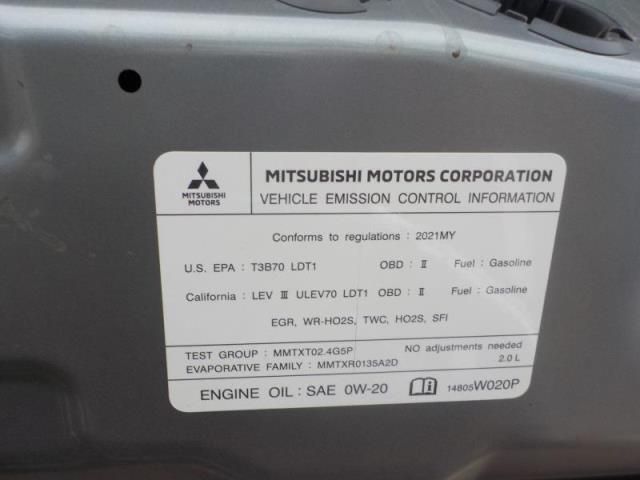 MITSUBISHI MOTORS CORPORATION
MITSUBISHI
MOTORS
VEHICLE EMISSION CONTROL INFORMATION
Conforms to regulations : 2021MY
U.S. EPA : T3B70 LDT1 OBD : Ⅱ Fuel : Gasoline
California : LEV Ⅲ ULEV70 LDT1 OBD : Ⅱ Fuel : Gasoline
EGR, WR-HO2S, TWC, HO2S, SFI
TEST GROUP : MMTXT02.4G5P NO adjustments needed
EVAPORATIVE FAMILY : MMTXR0135A2D 2.0 L
ENGINE OIL : SAE 0W-20 14805W020P